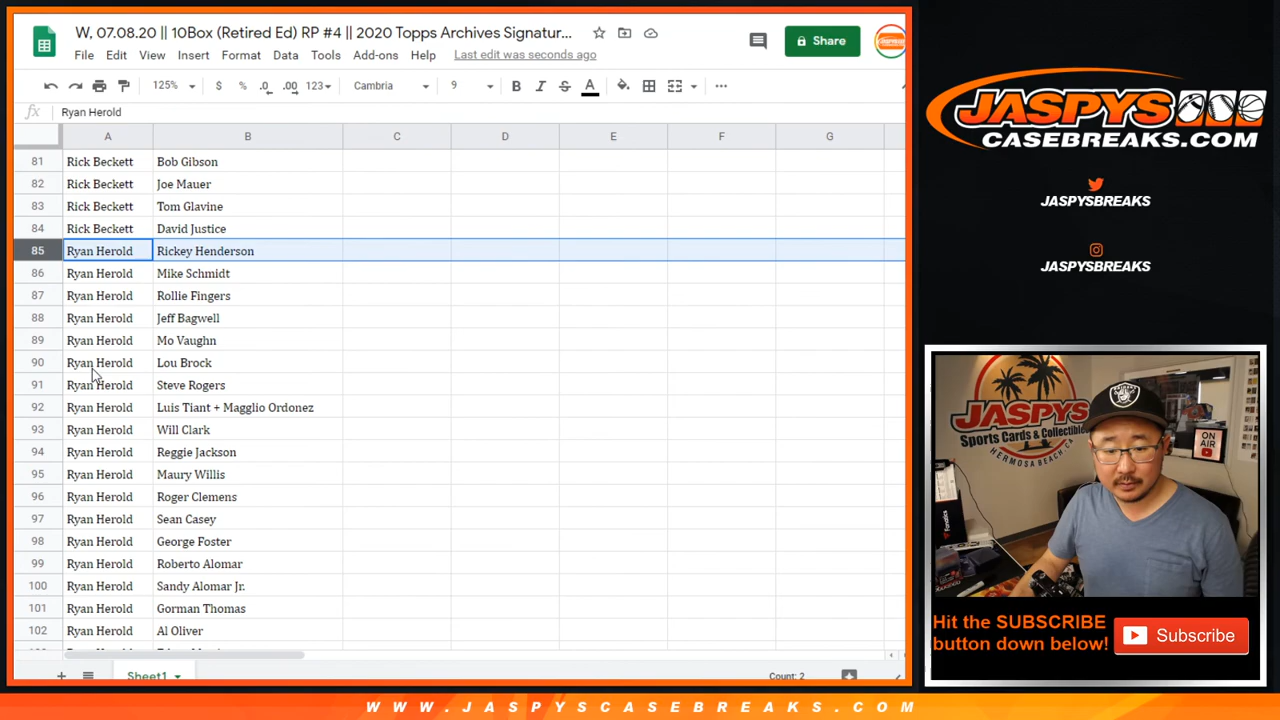 W, 07.08.20 || 10Box (Retired Ed) RP #4 || 2020 Topps Archives Signatur...
File Edit View Insert Format Data Tools Add-ons Help Last edit was seconds ago
Share
125% $ % .0 .00 123 Cambria 9 B I S A
fx Ryan Herold
A B C D E F G
81 Rick Beckett Bob Gibson
82 Rick Beckett Joe Mauer
83 Rick Beckett Tom Glavine
84 Rick Beckett David Justice
85 Ryan Herold Rickey Henderson
86 Ryan Herold Mike Schmidt
87 Ryan Herold Rollie Fingers
88 Ryan Herold Jeff Bagwell
89 Ryan Herold Mo Vaughn
90 Ryan Herold Lou Brock
91 Ryan Herold Steve Rogers
92 Ryan Herold Luis Tiant + Magglio Ordonez
93 Ryan Herold Will Clark
94 Ryan Herold Reggie Jackson
95 Ryan Herold Maury Willis
96 Ryan Herold Roger Clemens
97 Ryan Herold Sean Casey
98 Ryan Herold George Foster
99 Ryan Herold Roberto Alomar
100 Ryan Herold Sandy Alomar Jr.
101 Ryan Herold Gorman Thomas
102 Ryan Herold Al Oliver
Sheet1
Count: 2
JASPYS
CASEBREAKS.COM
JASPYSBREAKS
JASPYSBREAKS
JASPYS
Sports Cards & Collectibles
HERMOSA BEACH, CA
ON AIR
Fanatics
RAIDERS
Hit the SUBSCRIBE
button down below!
Subscribe
WWW.JASPYSCASEBREAKS.COM